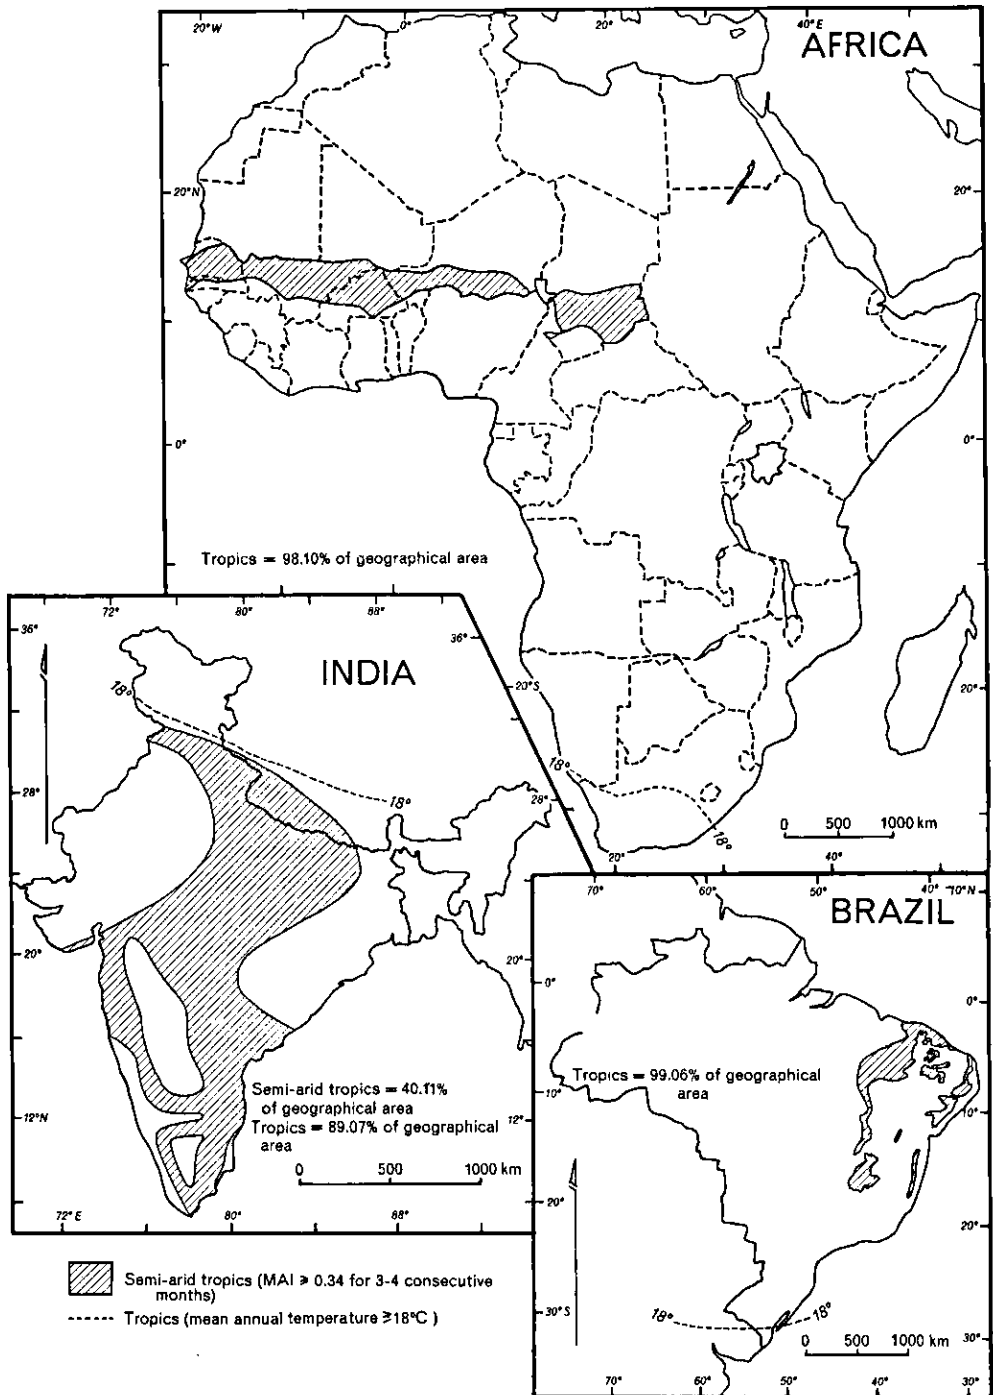 20°W
0°
20°
40°E
AFRICA
20°N
20°
0°
0°
Tropics = 98.10% of geographical area
20°S
20°
18°
18°
0 500 1000 km
20°
40°
72°
80°
88°
36°
36°
INDIA
18°
18°
28°
28°
20°
20°
Semi-arid tropics = 40.11%
of geographical area
Tropics = 89.07% of geographical
area
12°N
12°
0 500 1000 km
72°E
80°
88°
70°
60°
50°
40°
70°N
BRAZIL
0°
0°
Tropics = 99.06% of geographical
area
10°
10°
20°
20°
30°S
30°
18°
18°
0 500 1000 km
70°
60°
50°
40°
30°
Semi-arid tropics (MAI ⩾ 0.34 for 3-4 consecutive
months)
Tropics (mean annual temperature ≥18°C )